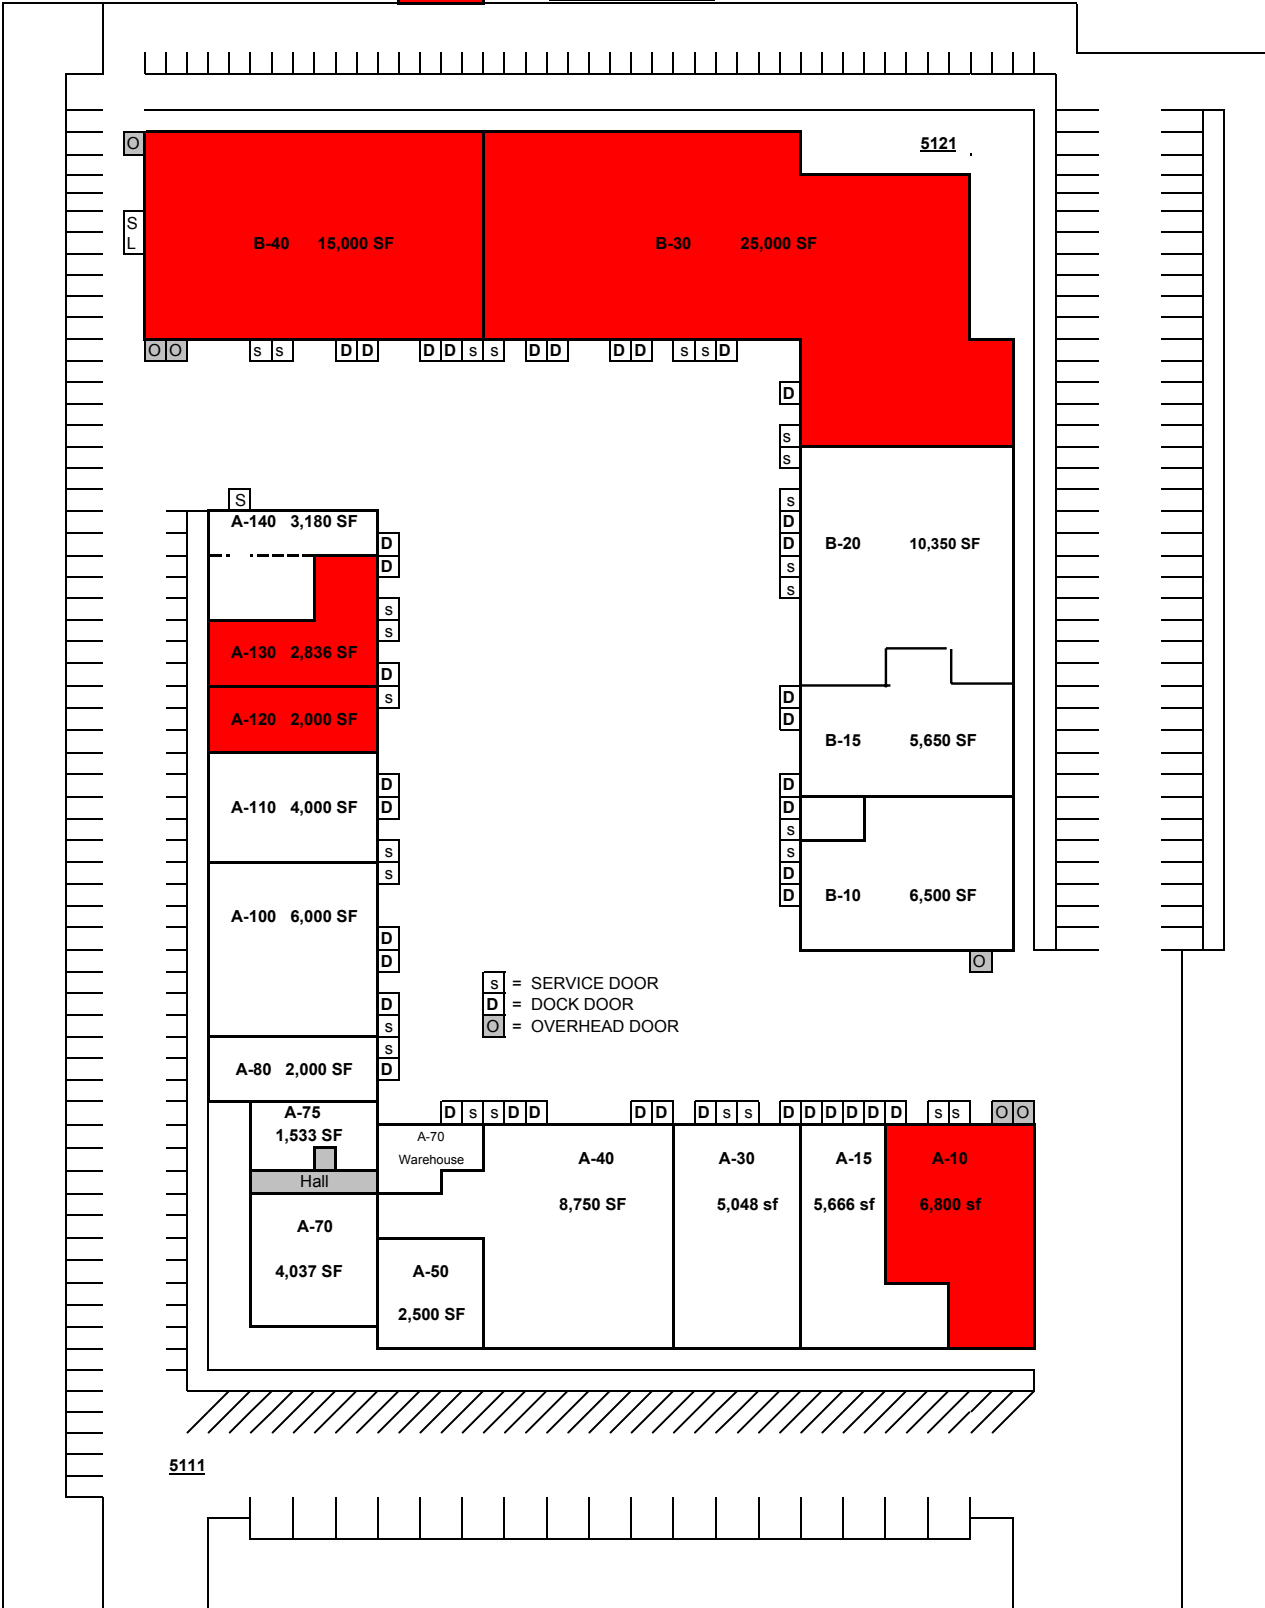 5121
O
S
L
B-40 15,000 SF
B-30 25,000 SF
O O s s D D D D s s D D D D s s D
D
s
s
S
s
A-140 3,180 SF
D
D
D
B-20 10,350 SF
D
s
s
s
s
A-130 2,836 SF
D
s
D
A-120 2,000 SF
D
B-15 5,650 SF
D
D
A-110 4,000 SF
D
D
s
s
s
s
D
B-10 6,500 SF
D
A-100 6,000 SF
D
D
O
s = SERVICE DOOR
D
D = DOCK DOOR
s
O = OVERHEAD DOOR
s
A-80 2,000 SF
D
A-75
D s s D D D D D s s D D D D D D s s O O
1,533 SF
A-70
Warehouse
A-40
A-30
A-15
A-10
Hall
8,750 SF
5,048 sf
5,666 sf
6,800 sf
A-70
4,037 SF
A-50
2,500 SF
5111